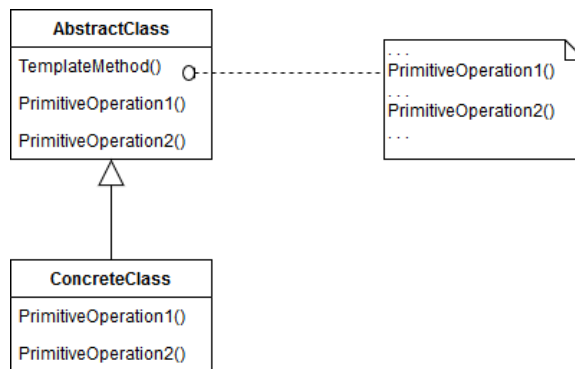 AbstractClass
TemplateMethod()
PrimitiveOperation1()
PrimitiveOperation2()
. . .
PrimitiveOperation1()
. . .
PrimitiveOperation2()
. . .
ConcreteClass
PrimitiveOperation1()
PrimitiveOperation2()